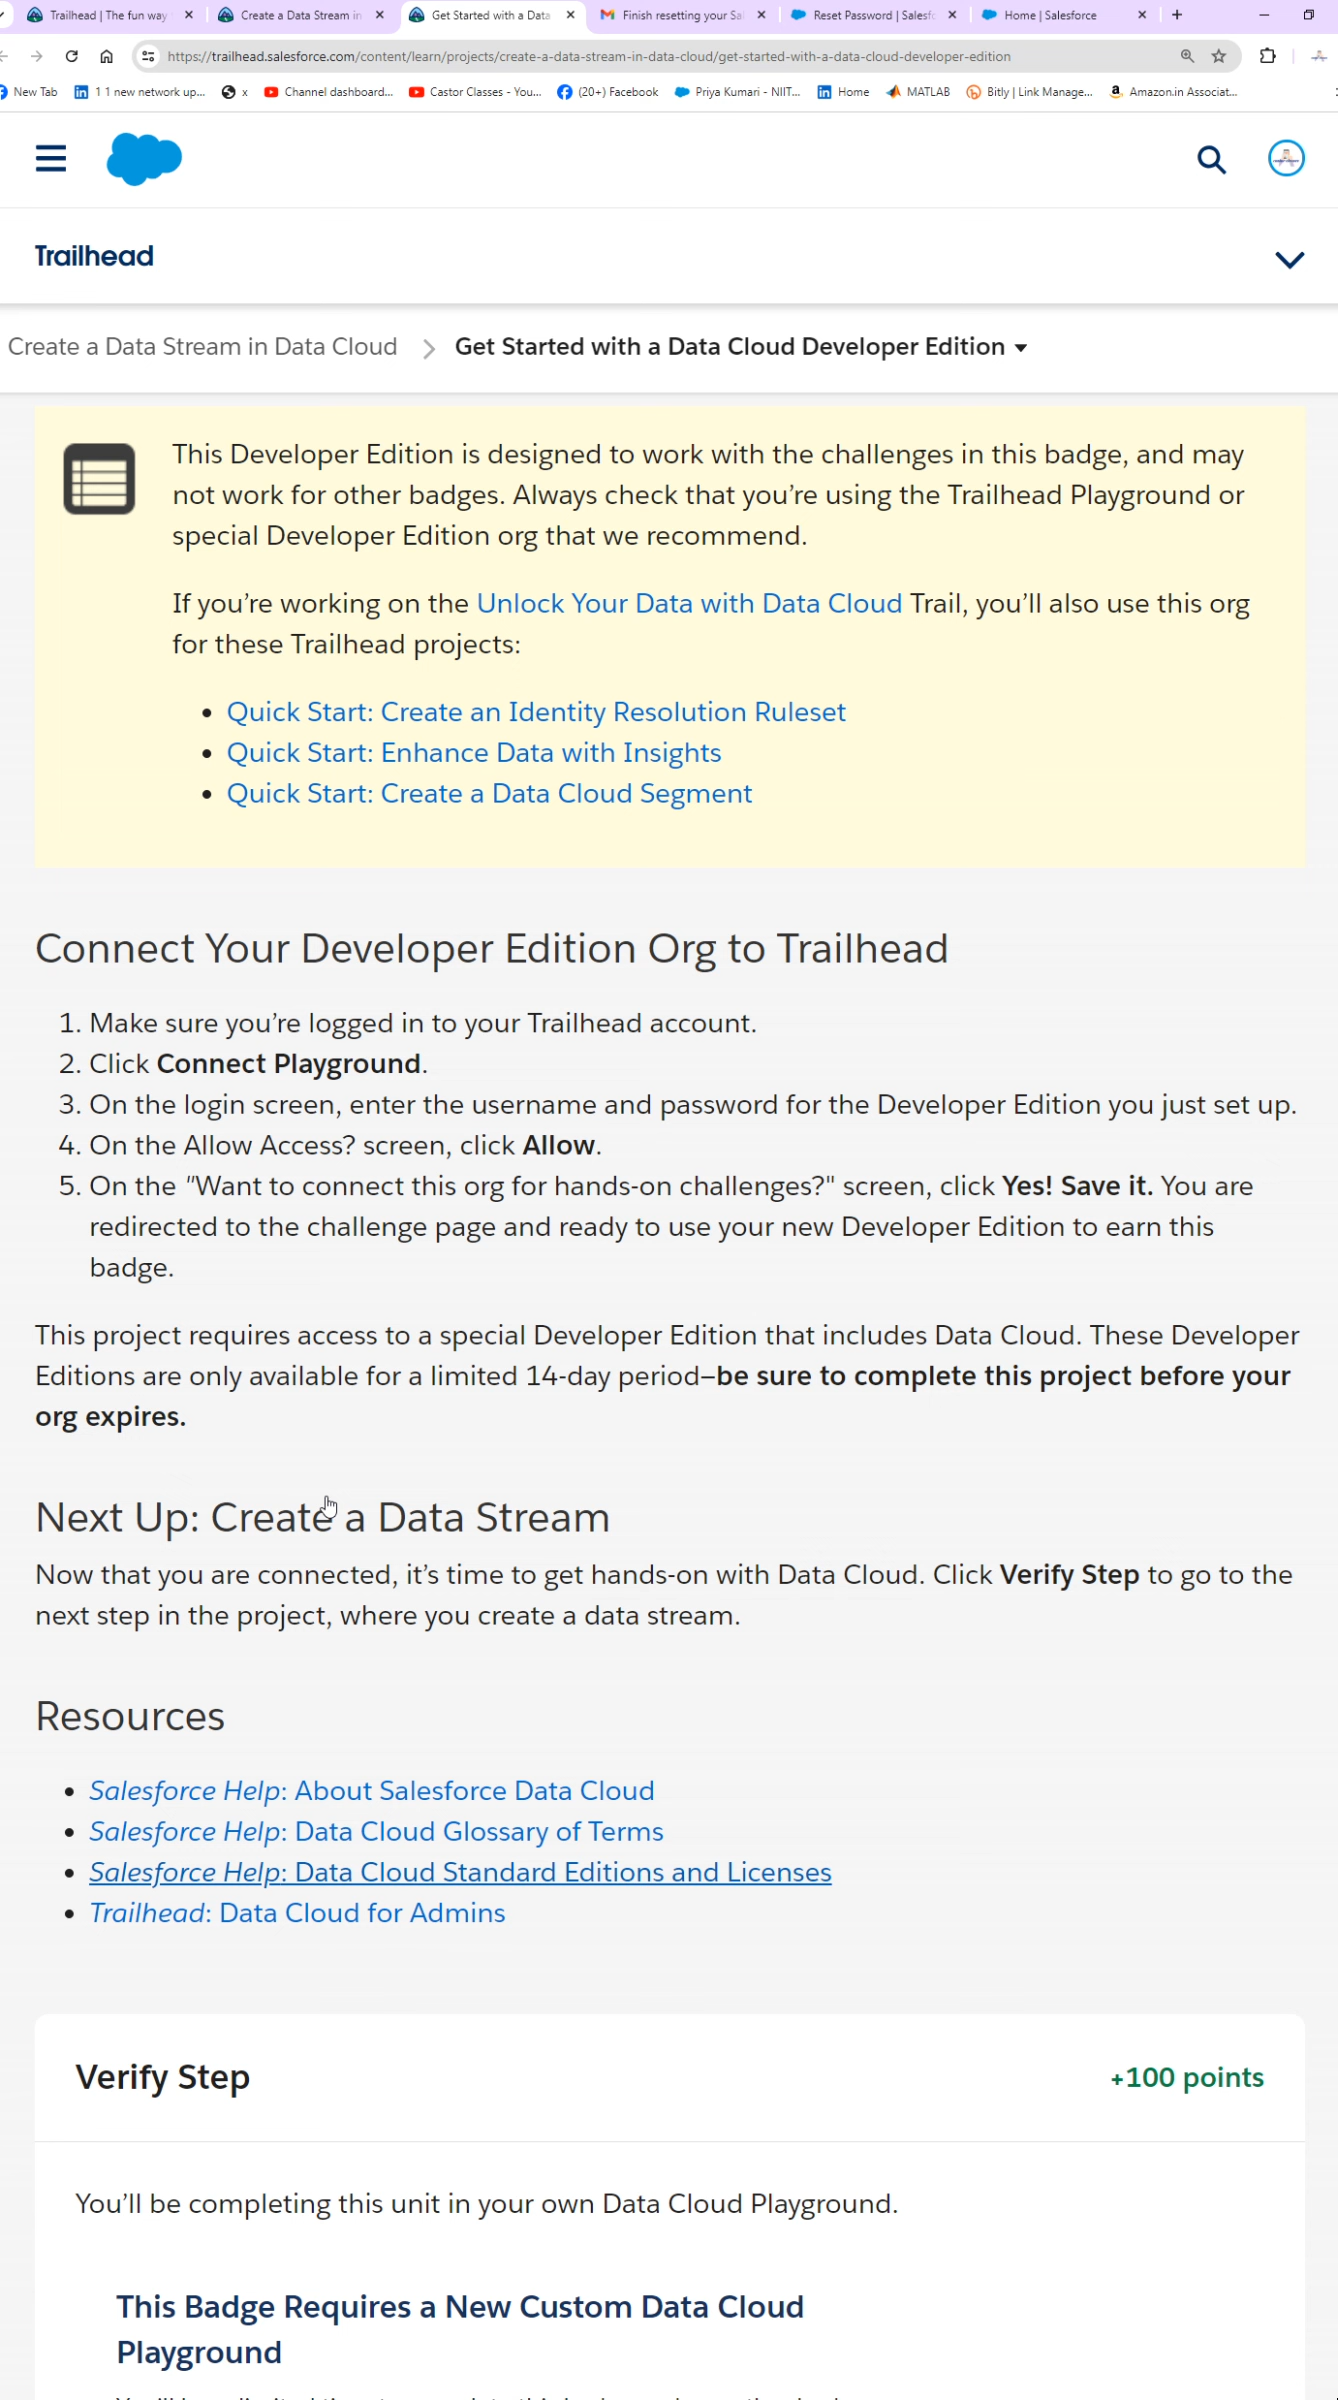 Trailhead | The fun way
Create a Data Stream in
Get Started with a Data
Finish resetting your Sal
Reset Password | Salesfo
Home | Salesforce
https://trailhead.salesforce.com/content/learn/projects/create-a-data-stream-in-data-cloud/get-started-with-a-data-cloud-developer-edition
New Tab
1 1 new network up...
x
Channel dashboard...
Castor Classes - You...
(20+) Facebook
Priya Kumari - NIIT...
Home
MATLAB
Bitly | Link Manage...
Amazon.in Associat...
Trailhead
Create a Data Stream in Data Cloud
Get Started with a Data Cloud Developer Edition
This Developer Edition is designed to work with the challenges in this badge, and may
not work for other badges. Always check that you’re using the Trailhead Playground or
special Developer Edition org that we recommend.
If you’re working on the Unlock Your Data with Data Cloud Trail, you’ll also use this org
for these Trailhead projects:
• Quick Start: Create an Identity Resolution Ruleset
• Quick Start: Enhance Data with Insights
• Quick Start: Create a Data Cloud Segment
Connect Your Developer Edition Org to Trailhead
1. Make sure you’re logged in to your Trailhead account.
2. Click Connect Playground.
3. On the login screen, enter the username and password for the Developer Edition you just set up.
4. On the Allow Access? screen, click Allow.
5. On the "Want to connect this org for hands-on challenges?" screen, click Yes! Save it. You are
redirected to the challenge page and ready to use your new Developer Edition to earn this
badge.
This project requires access to a special Developer Edition that includes Data Cloud. These Developer
Editions are only available for a limited 14-day period–be sure to complete this project before your
org expires.
Next Up: Create a Data Stream
Now that you are connected, it’s time to get hands-on with Data Cloud. Click Verify Step to go to the
next step in the project, where you create a data stream.
Resources
• Salesforce Help: About Salesforce Data Cloud
• Salesforce Help: Data Cloud Glossary of Terms
• Salesforce Help: Data Cloud Standard Editions and Licenses
• Trailhead: Data Cloud for Admins
Verify Step
+100 points
You’ll be completing this unit in your own Data Cloud Playground.
This Badge Requires a New Custom Data Cloud
Playground